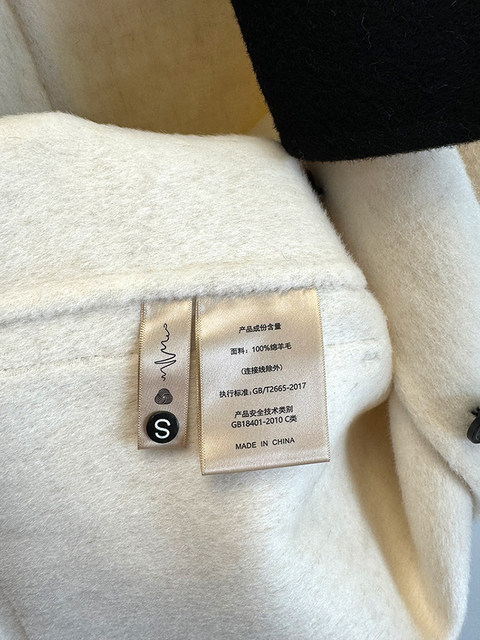 S
产品成份含量
面料：100%绵羊毛
（连接线除外）
执行标准：GB/T2665-2017
产品安全技术类别
GB18401-2010 C类
MADE IN CHINA